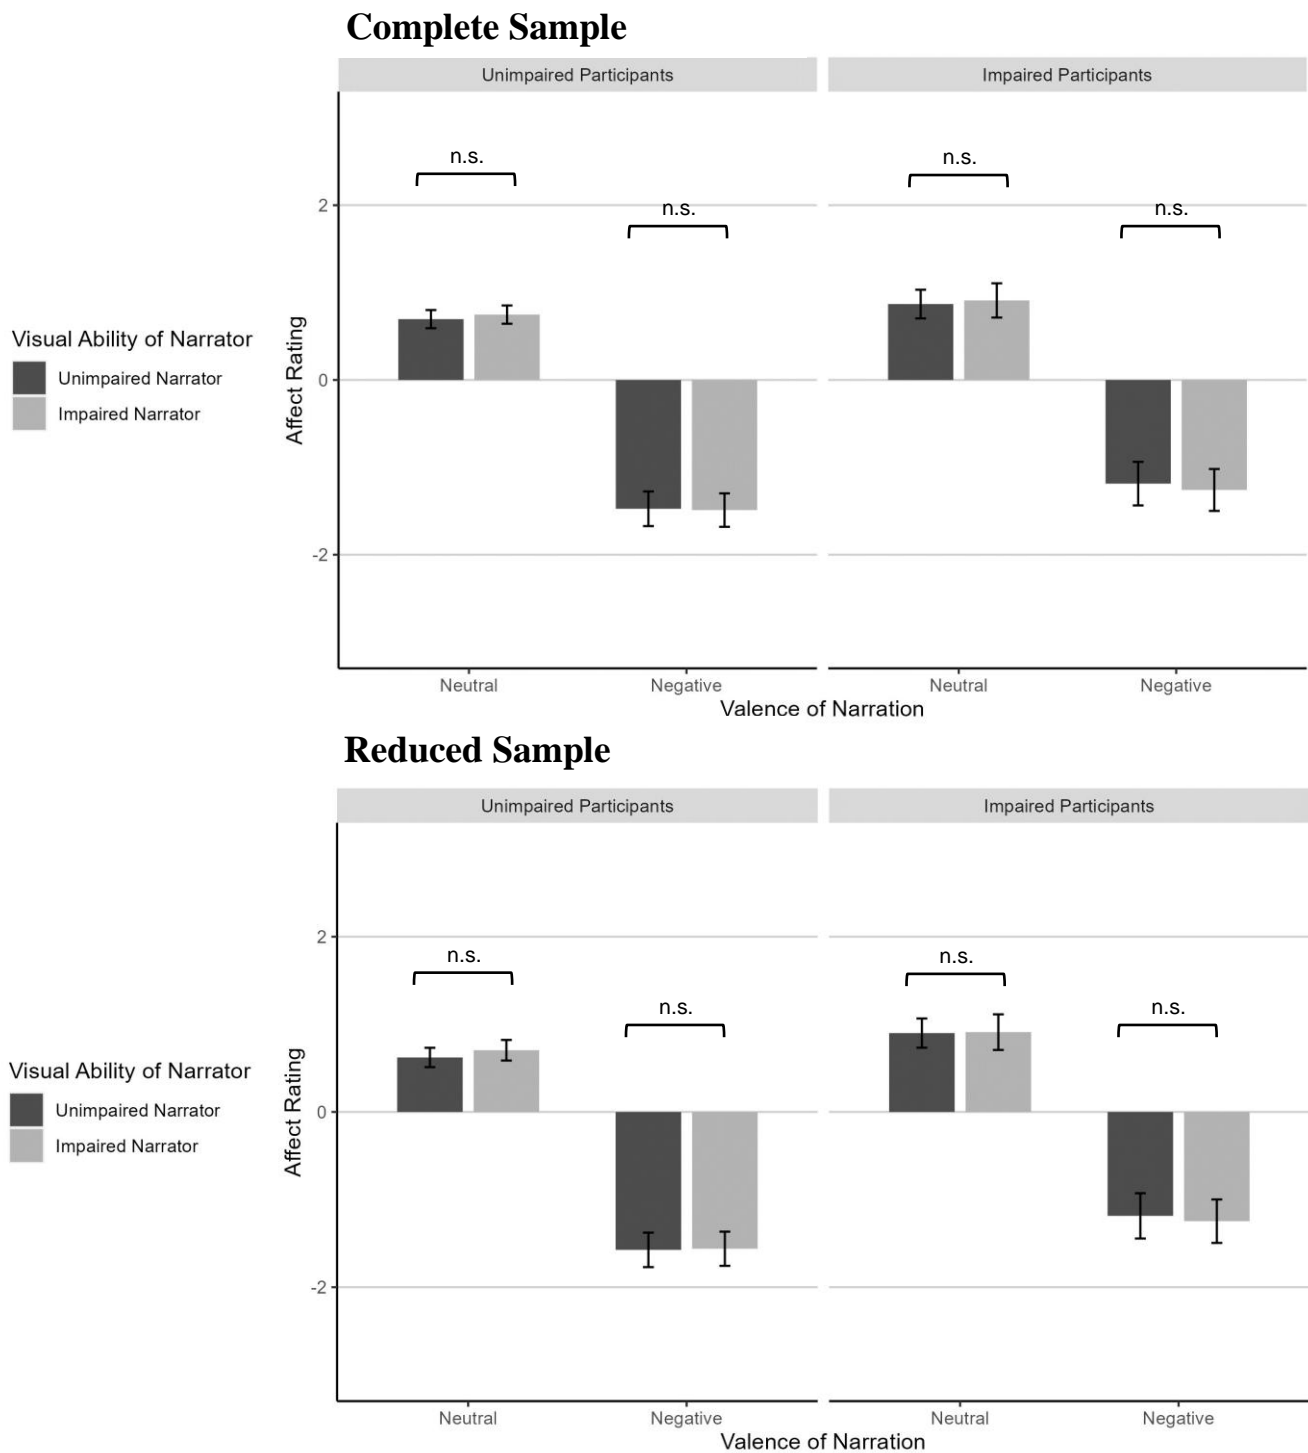 Complete Sample
Unimpaired Participants
Impaired Participants
n.s.
n.s.
n.s.
n.s.
2
0
-2
Affect Rating
Visual Ability of Narrator
Unimpaired Narrator
Impaired Narrator
Neutral
Negative
Neutral
Negative
Valence of Narration
Reduced Sample
Unimpaired Participants
Impaired Participants
n.s.
n.s.
n.s.
n.s.
2
0
-2
Affect Rating
Visual Ability of Narrator
Unimpaired Narrator
Impaired Narrator
Neutral
Negative
Neutral
Negative
Valence of Narration